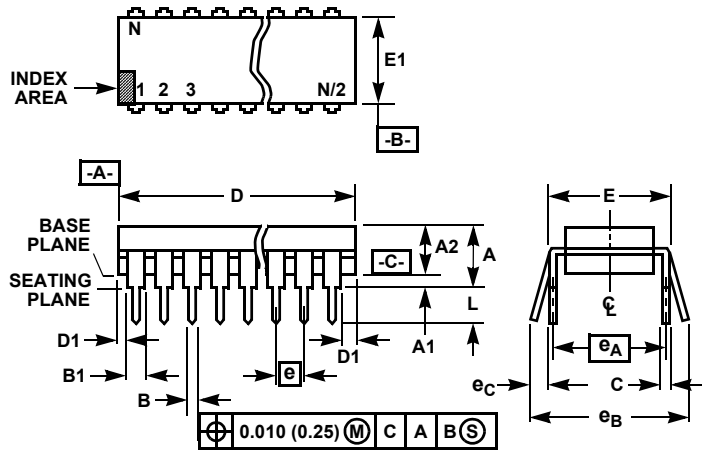 N
E1
INDEX
AREA
1 2 3 N/2
-B-
-A-
D
E
BASE
PLANE
A2
A
-C-
SEATING
PLANE
L
℄
D1
A1
D1
eA
B1
e
eC
C
B
eB
⌖ 0.010 (0.25) Ⓜ C A B Ⓢ